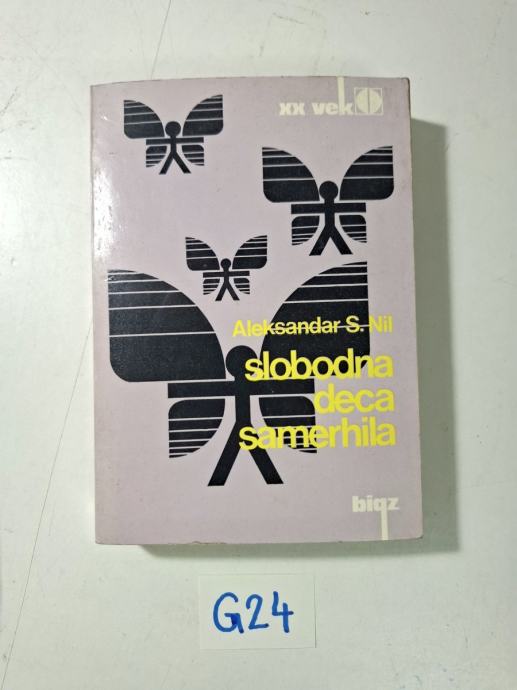 xx vek
Aleksandar S. Nil
slobodna
deca
samerhila
bigz
G24